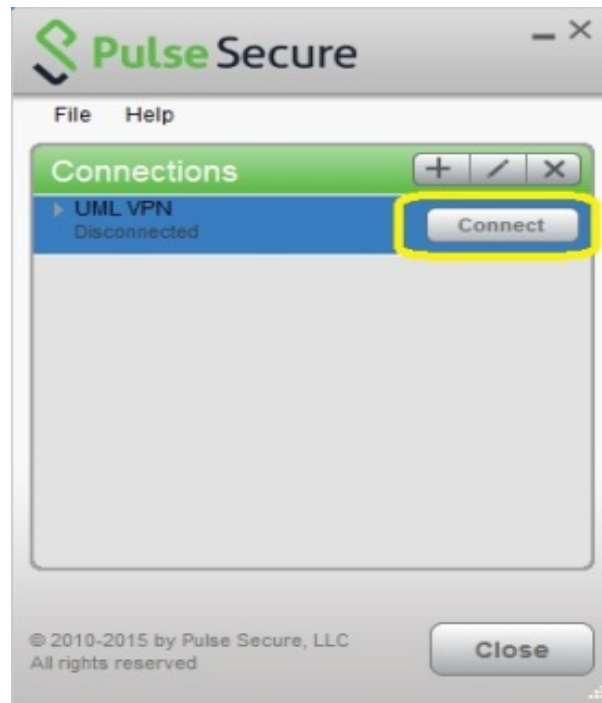 Pulse Secure
File Help
Connections
UML VPN
Disconnected
Connect
© 2010-2015 by Pulse Secure, LLC
All rights reserved
Close